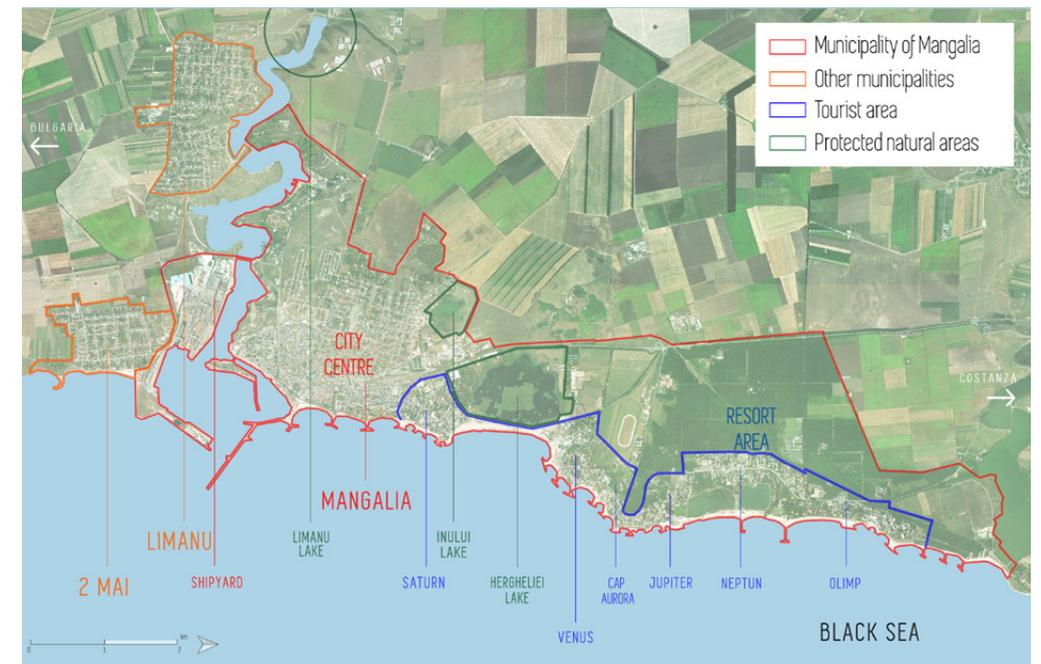 Municipality of Mangalia
Other municipalities
Tourist area
Protected natural areas
BULGARIA
CITY
CENTRE
COSTANZA
RESORT
AREA
MANGALIA
LIMANU
LIMANU
LAKE
INULUI
LAKE
2 MAI
SHIPYARD
SATURN
HERGHELIEI
LAKE
CAP
AURORA
JUPITER
NEPTUN
OLIMP
VENUS
BLACK SEA
km
0 1 2